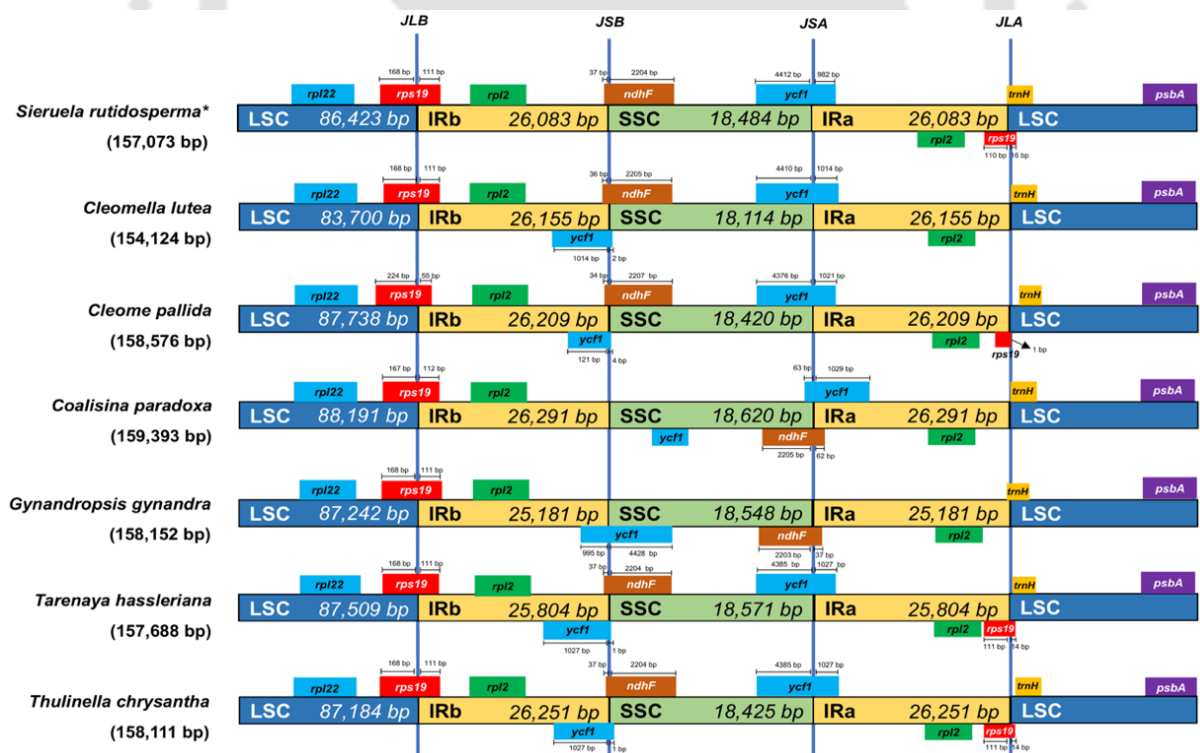 JLB JSB JSA JLA
168 bp 111 bp 37 bp 2204 bp 4412 bp 982 bp
rpl22 rps19 rpl2 ndhF ycf1 trnH psbA
Sieruela rutidosperma*
LSC 86,423 bp IRb 26,083 bp SSC 18,484 bp IRa 26,083 bp LSC
(157,073 bp)
rpl2 rps19
110 bp 16 bp
168 bp 111 bp 36 bp 2205 bp 4410 bp 1014 bp
rpl22 rps19 rpl2 ndhF ycf1 trnH psbA
Cleomella lutea
LSC 83,700 bp IRb 26,155 bp SSC 18,114 bp IRa 26,155 bp LSC
(154,124 bp)
ycf1 rpl2
1014 bp 2 bp
224 bp 55 bp 34 bp 2207 bp 4376 bp 1021 bp
rpl22 rps19 rpl2 ndhF ycf1 trnH psbA
Cleome pallida
LSC 87,738 bp IRb 26,209 bp SSC 18,420 bp IRa 26,209 bp LSC
(158,576 bp)
ycf1 rpl2 rps19 1 bp
121 bp 4 bp
167 bp 112 bp 63 bp 1029 bp
rpl22 rps19 rpl2 ycf1 trnH psbA
Coalisina paradoxa
LSC 88,191 bp IRb 26,291 bp SSC 18,620 bp IRa 26,291 bp LSC
(159,393 bp)
ycf1 ndhF rpl2
2205 bp 62 bp
168 bp 111 bp
rpl22 rps19 rpl2 trnH psbA
Gynandropsis gynandra
LSC 87,242 bp IRb 25,181 bp SSC 18,548 bp IRa 25,181 bp LSC
(158,152 bp)
ycf1 ndhF rpl2
995 bp 4428 bp 2203 bp 37 bp
168 bp 111 bp 37 bp 2204 bp 4385 bp 1027 bp
rpl22 rps19 rpl2 ndhF ycf1 trnH psbA
Tarenaya hassleriana
LSC 87,509 bp IRb 25,804 bp SSC 18,571 bp IRa 25,804 bp LSC
(157,688 bp)
ycf1 rpl2 rps19
1027 bp 1 bp 111 bp 14 bp
168 bp 111 bp 37 bp 2204 bp 4385 bp 1027 bp
rpl22 rps19 rpl2 ndhF ycf1 trnH psbA
Thulinella chrysantha
LSC 87,184 bp IRb 26,251 bp SSC 18,425 bp IRa 26,251 bp LSC
(158,111 bp)
ycf1 rpl2 rps19
1027 bp 1 bp 111 bp 14 bp